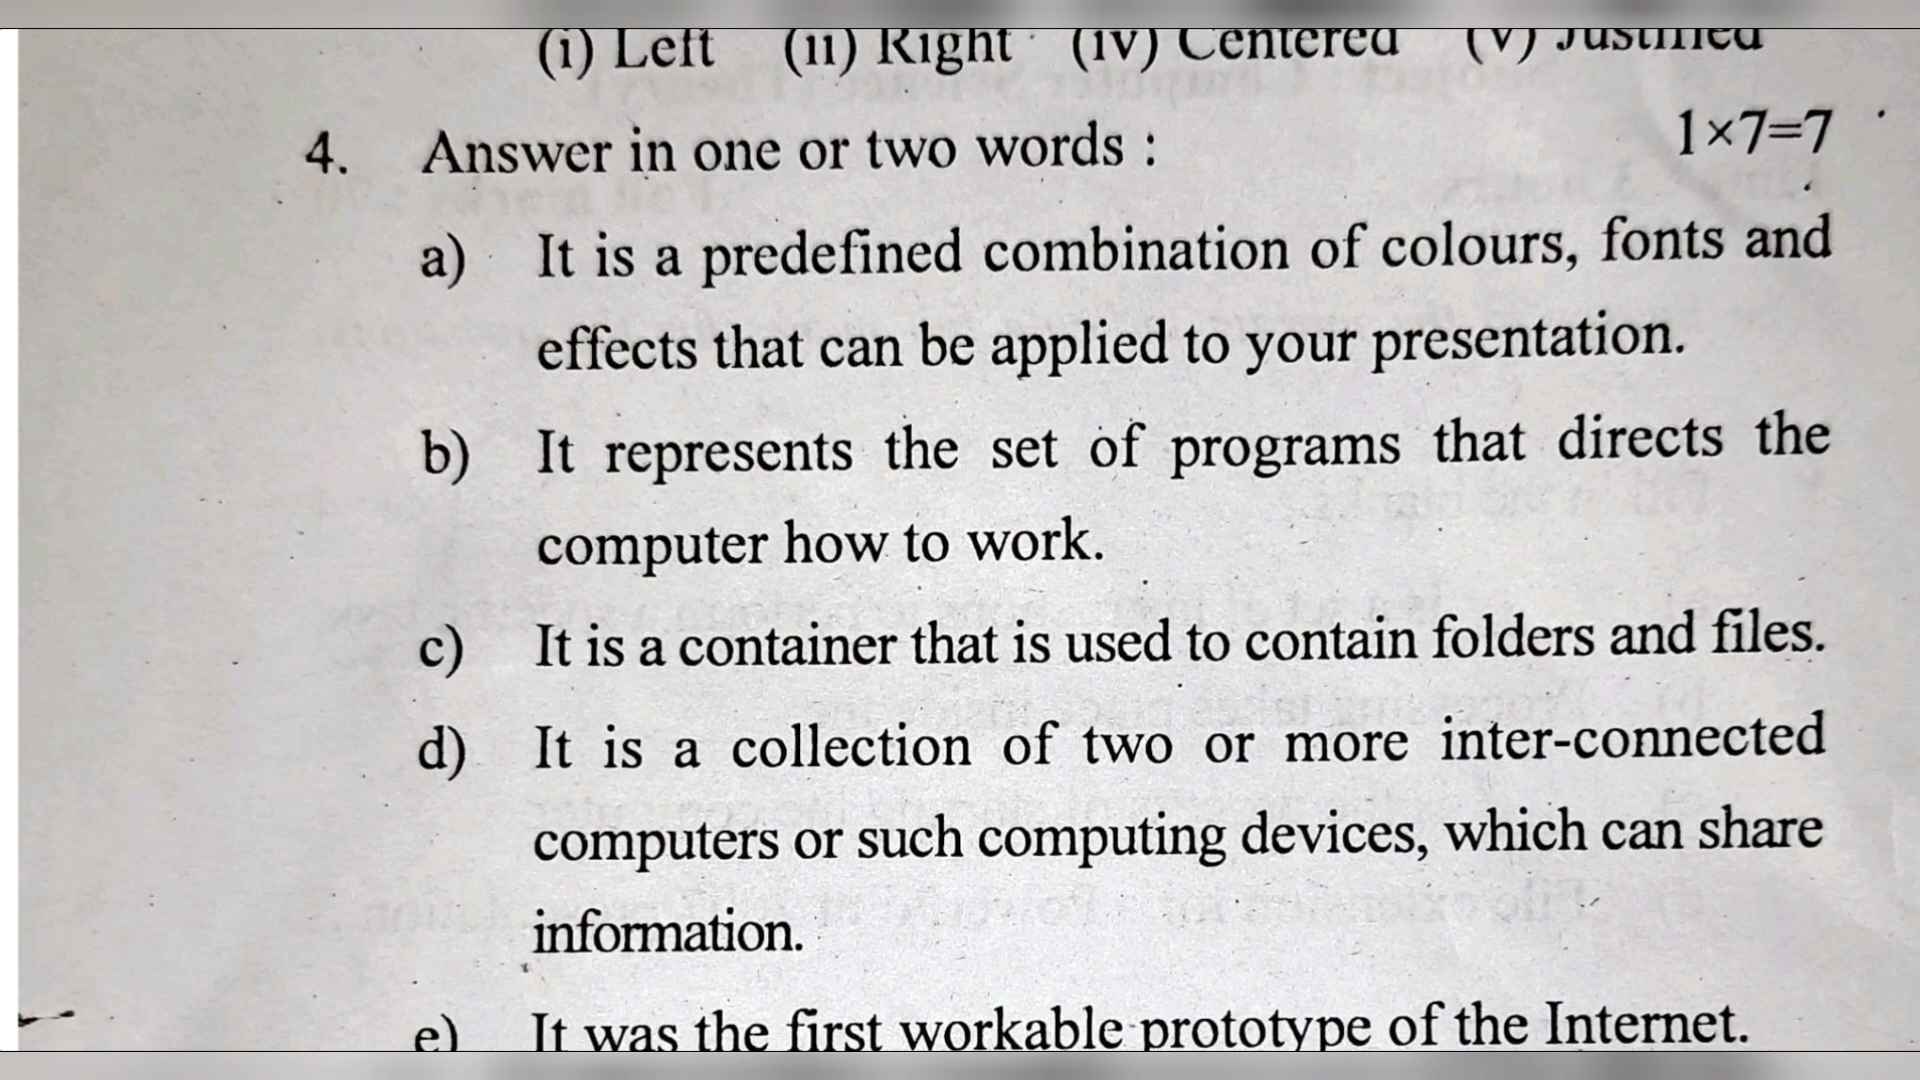 (i) Left (ii) Right (iv) Centered (v) Justified
4. Answer in one or two words : 1×7=7
a) It is a predefined combination of colours, fonts and
effects that can be applied to your presentation.
b) It represents the set of programs that directs the
computer how to work.
c) It is a container that is used to contain folders and files.
d) It is a collection of two or more inter-connected
computers or such computing devices, which can share
information.
e) It was the first workable prototype of the Internet.